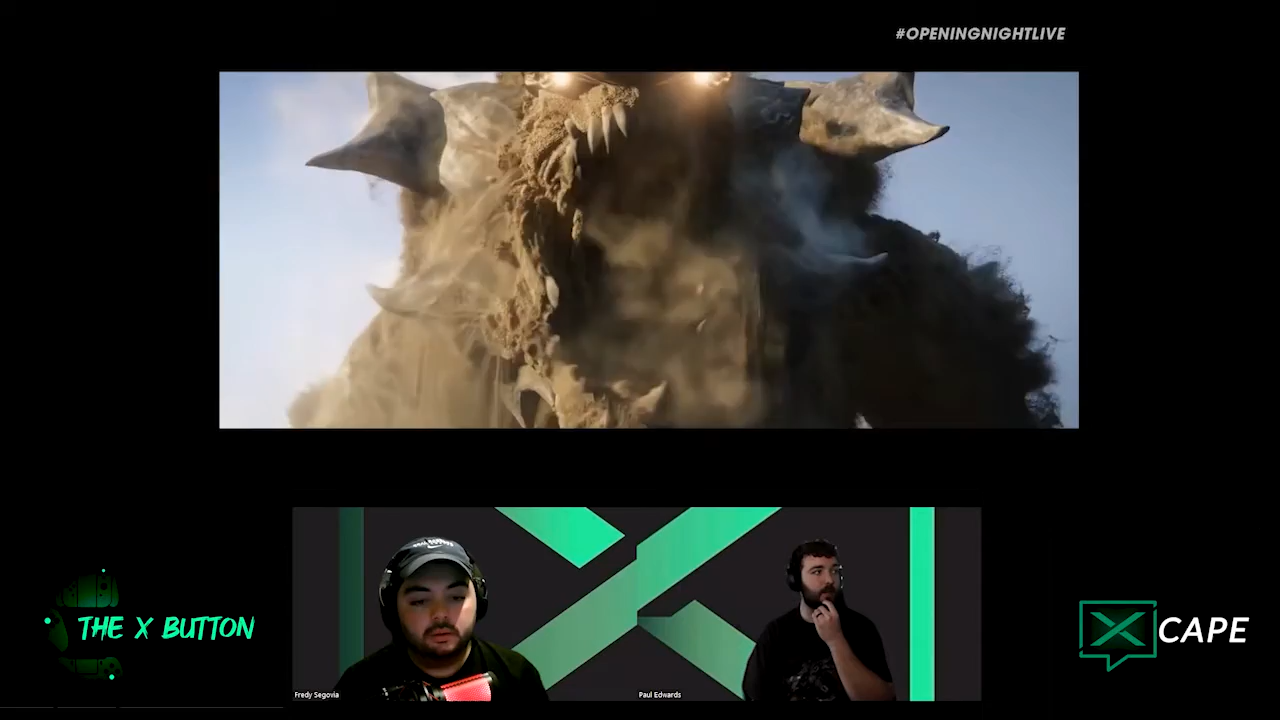 #OPENINGNIGHTLIVE
THE X BUTTON
X CAPE
Fredy Segovia
Paul Edwards